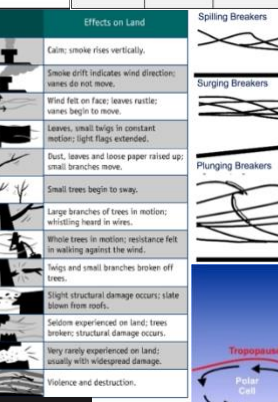 Effects on Land
Calm; smoke rises vertically.
Smoke drift indicates wind direction;
vanes do not move.
Wind felt on face; leaves rustle;
vanes begin to move.
Leaves, small twigs in constant
motion; light flags extended.
Dust, leaves and loose paper raised up;
small branches move.
Small trees begin to sway.
Large branches of trees in motion;
whistling heard in wires.
Whole trees in motion; resistance felt
in walking against the wind.
Twigs and small branches broken off
trees.
Slight structural damage occurs; slate
blown from roofs.
Seldom experienced on land; trees
broken; structural damage occurs.
Very rarely experienced on land;
usually with widespread damage.
Violence and destruction.
Spilling Breakers
Surging Breakers
Plunging Breakers
Tropopause
Polar
Cell